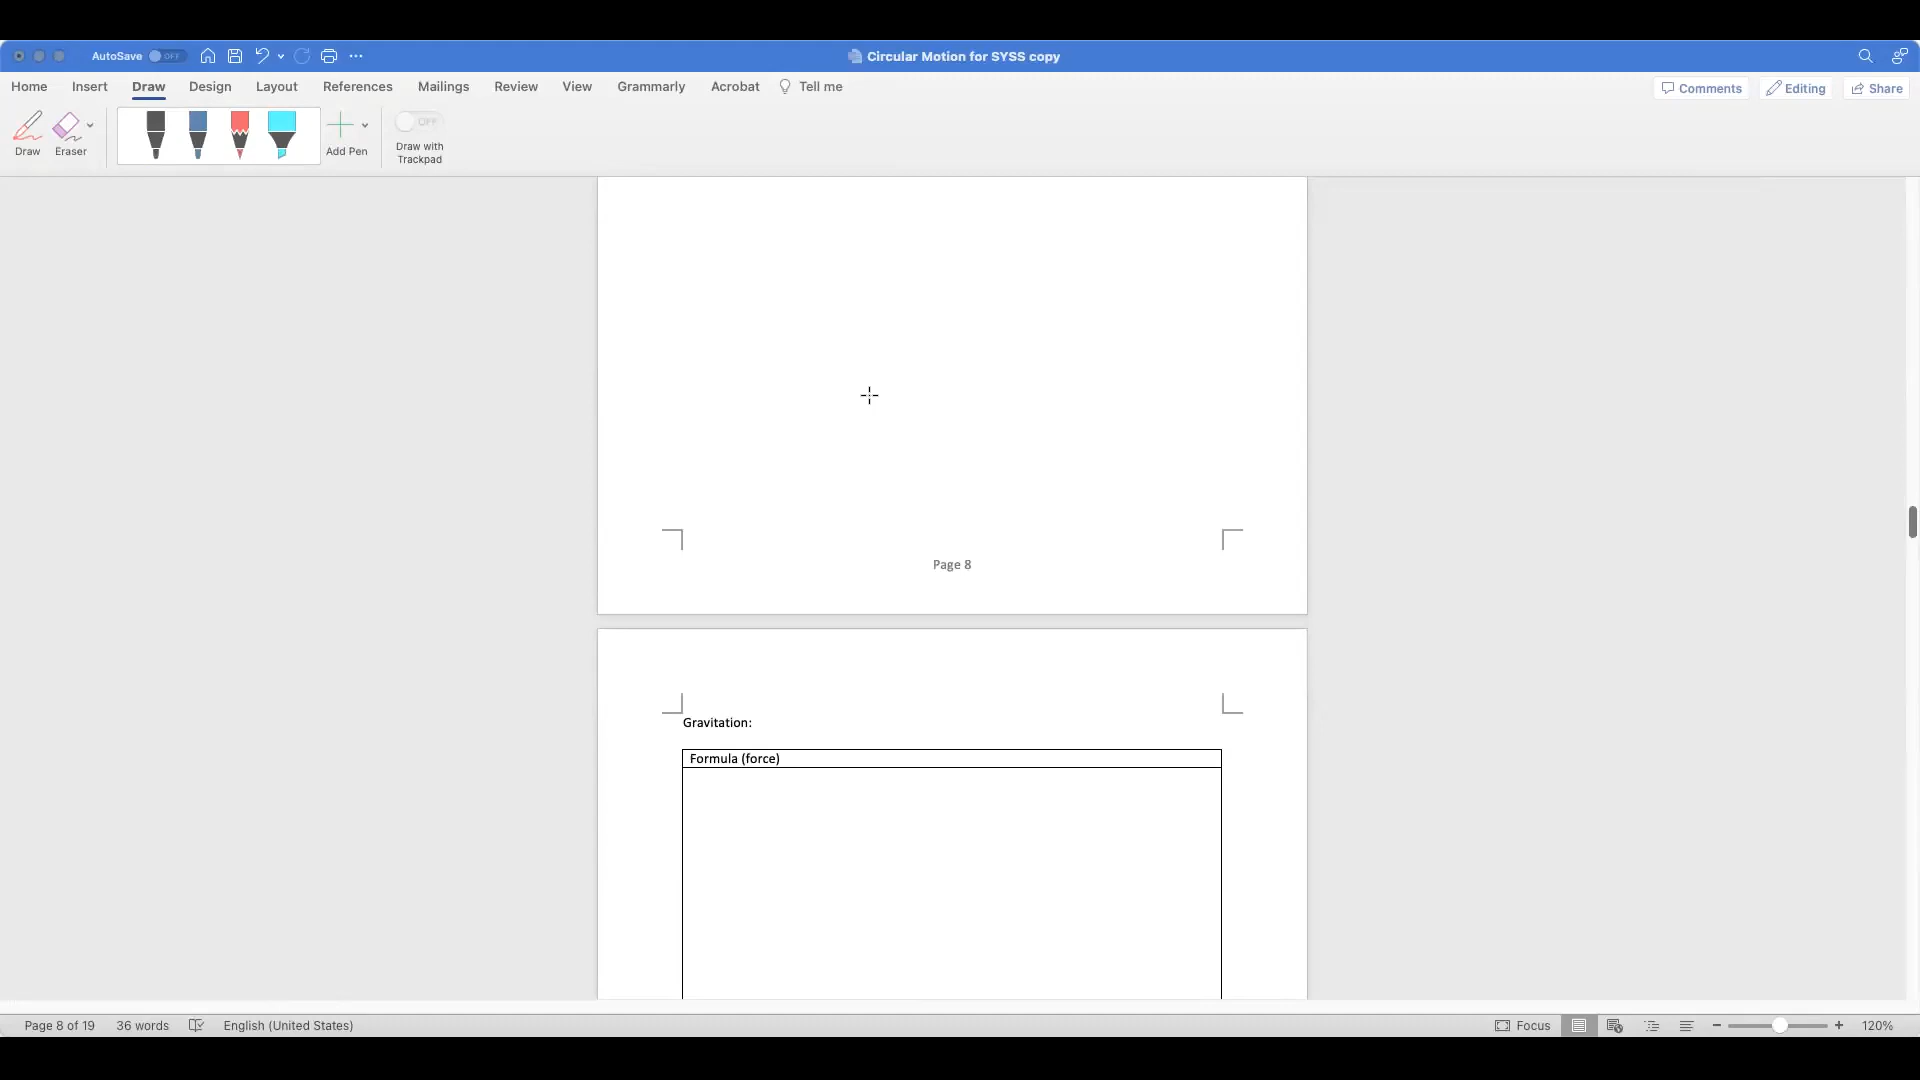 AutoSave OFF
Circular Motion for SYSS copy
Home Insert Draw Design Layout References Mailings Review View Grammarly Acrobat Tell me
Comments Editing Share
Draw Eraser Add Pen
OFF
Draw with
Trackpad
Page 8
Gravitation:
Formula (force)
Page 8 of 19 36 words English (United States) Focus 120%